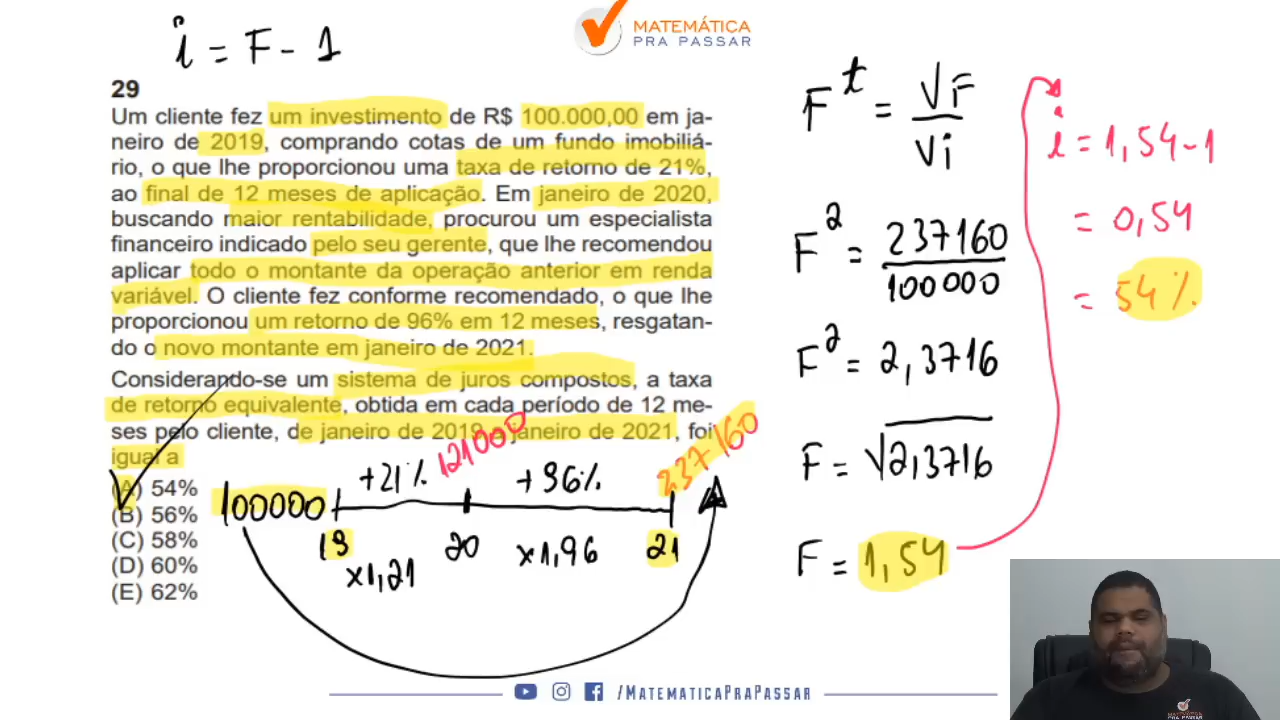 i = F - 1
MATEMÁTICA
PRA PASSAR
29
Um cliente fez um investimento de R$ 100.000,00 em ja-
neiro de 2019, comprando cotas de um fundo imobiliá-
rio, o que lhe proporcionou uma taxa de retorno de 21%,
ao final de 12 meses de aplicação. Em janeiro de 2020,
buscando maior rentabilidade, procurou um especialista
financeiro indicado pelo seu gerente, que lhe recomendou
aplicar todo o montante da operação anterior em renda
variável. O cliente fez conforme recomendado, o que lhe
proporcionou um retorno de 96% em 12 meses, resgatan-
do o novo montante em janeiro de 2021.
Considerando-se um sistema de juros compostos, a taxa
de retorno equivalente, obtida em cada período de 12 me-
ses pelo cliente, de janeiro de 2019 a janeiro de 2021, foi
igual a
(A) 54%
(B) 56%
(C) 58%
(D) 60%
(E) 62%
+21% 121000 +96% 237160
100000
19 20 21
×1,21 ×1,96
F^t = VF/Vi
F^2 = 237160/100000
F^2 = 2,3716
F = √2,3716
F = 1,54
i = 1,54 - 1
= 0,54
= 54%
/MATEMATICAPRAPASSAR